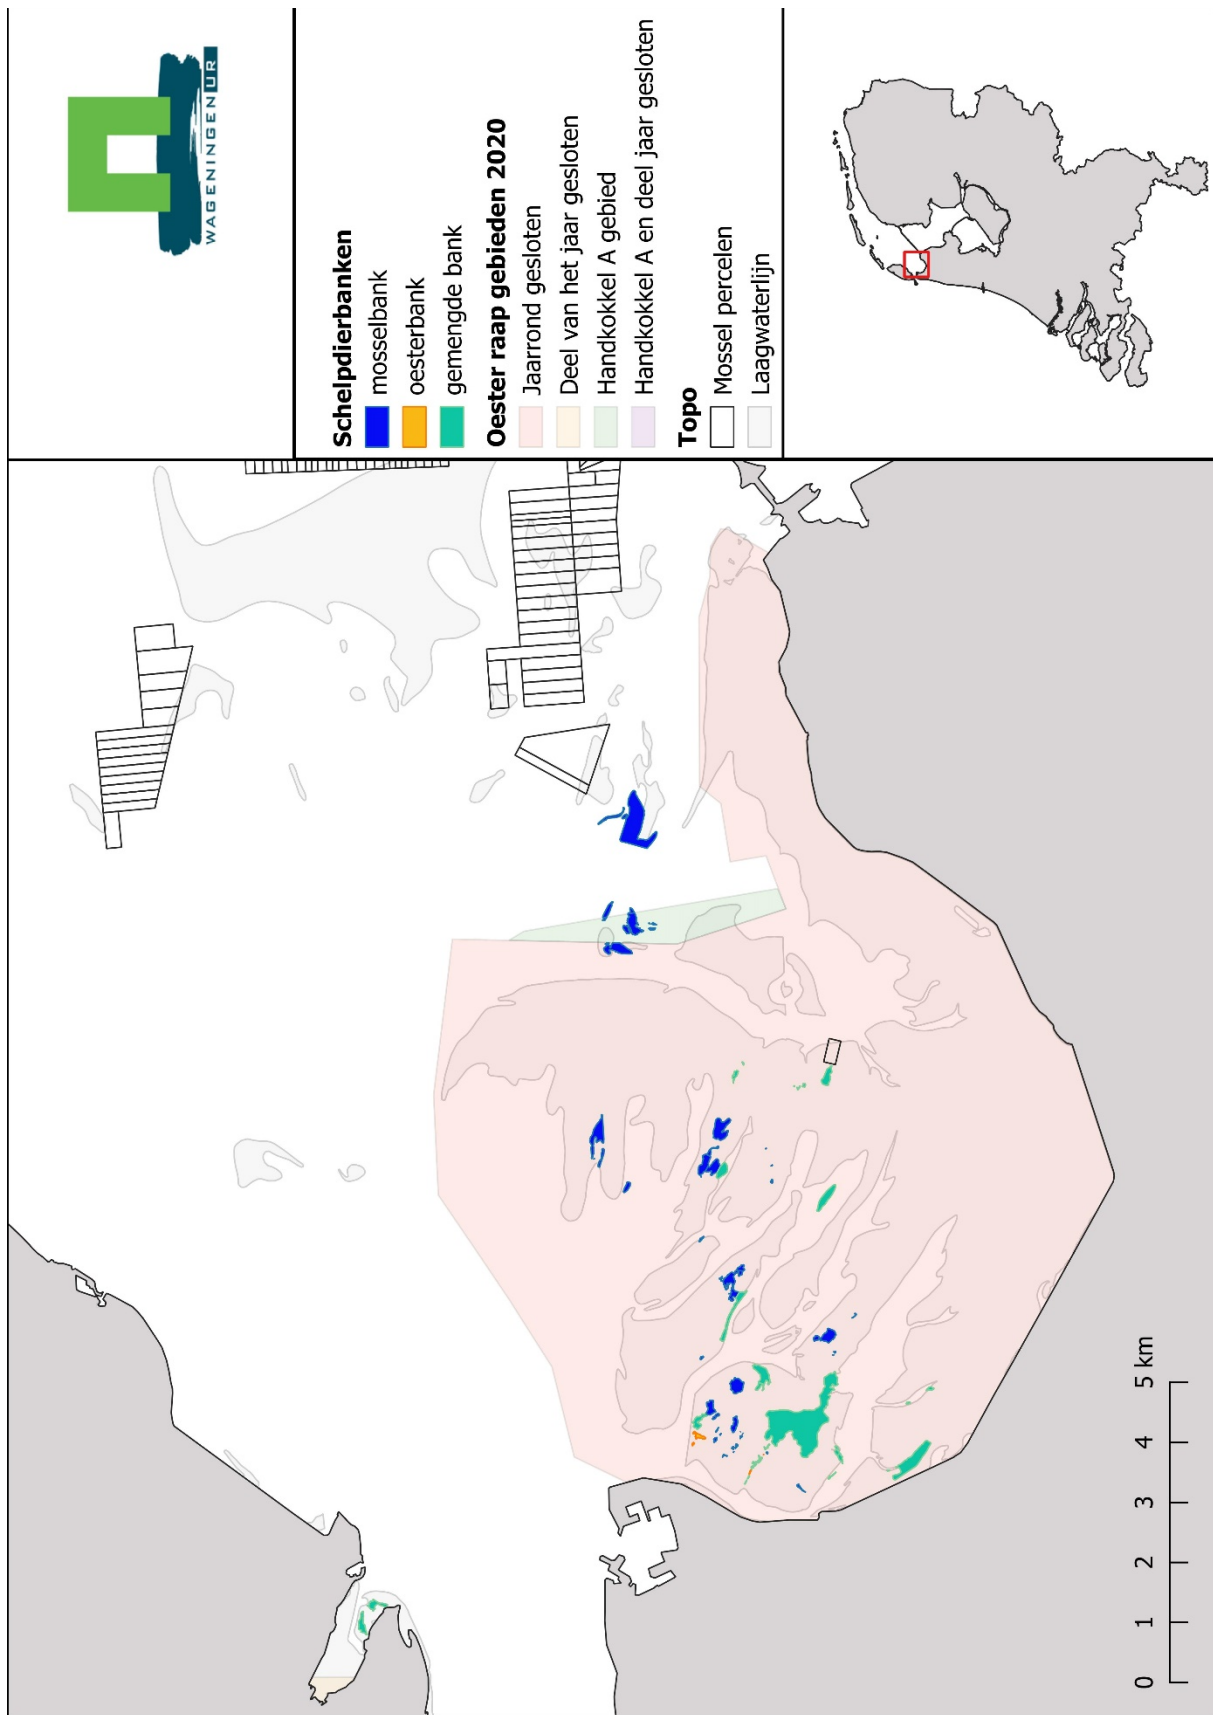 WAGENINGEN UR
Schelpdierbanken
mosselbank
oesterbank
gemengde bank
Oester raap gebieden 2020
Jaarrond gesloten
Deel van het jaar gesloten
Handkokkel A gebied
Handkokkel A en deel jaar gesloten
Topo
Mossel percelen
Laagwaterlijn
0 1 2 3 4 5 km